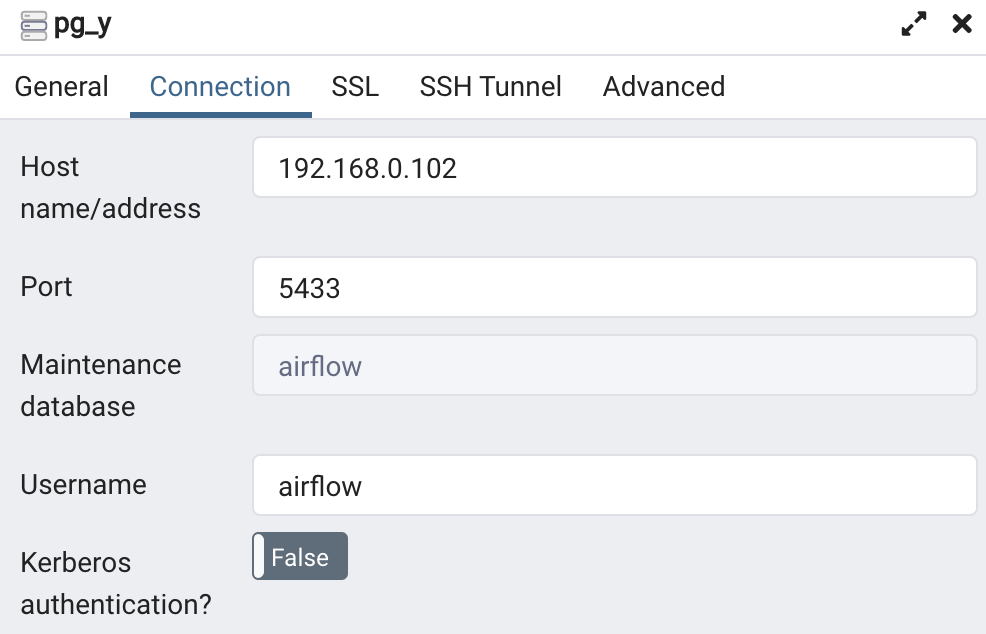 pg_y
General Connection SSL SSH Tunnel Advanced
Host
name/address
192.168.0.102
Port
5433
Maintenance
database
airflow
Username
airflow
Kerberos
authentication?
False